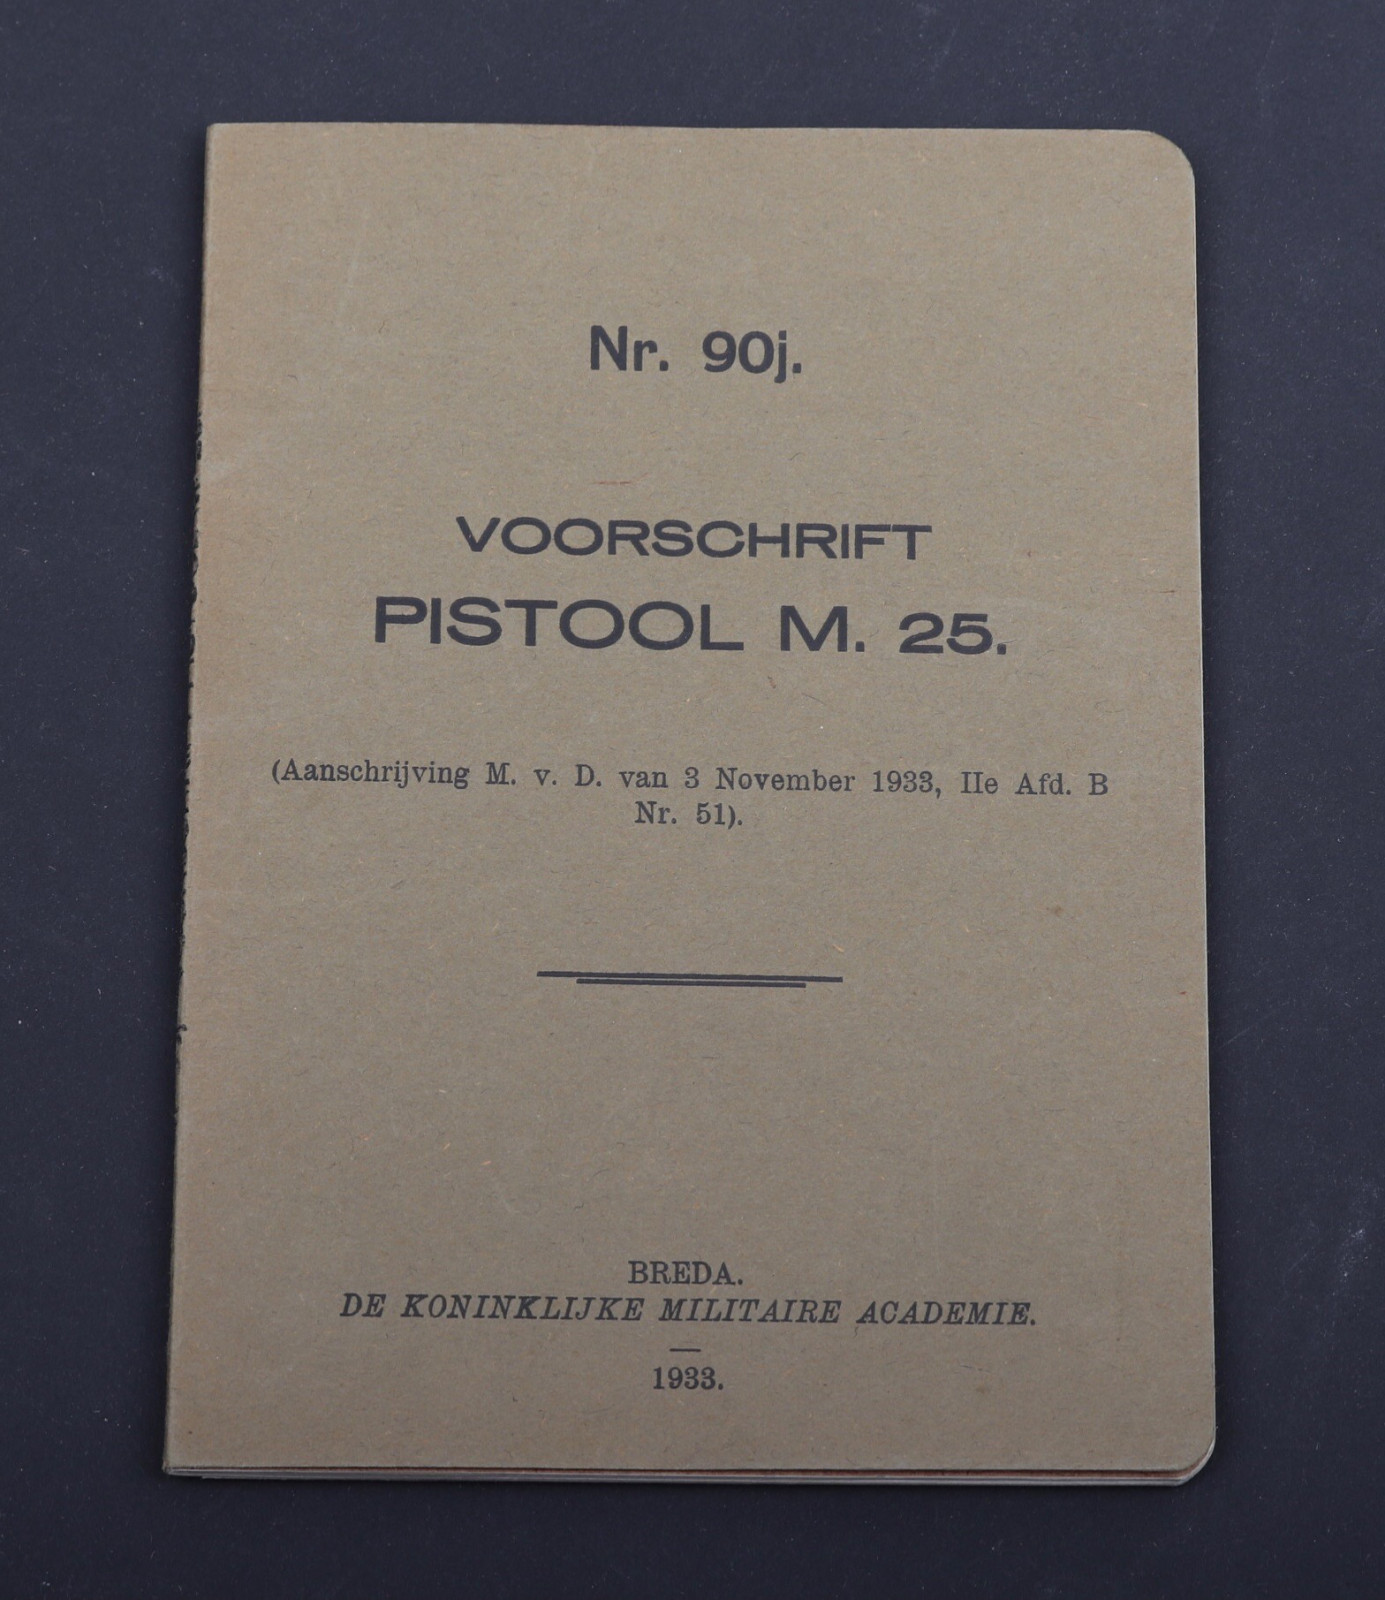 Nr. 90j.
VOORSCHRIFT
PISTOOL M. 25.
(Aanschrijving M. v. D. van 3 November 1933, IIe Afd. B
Nr. 51).
BREDA.
DE KONINKLIJKE MILITAIRE ACADEMIE.
1933.